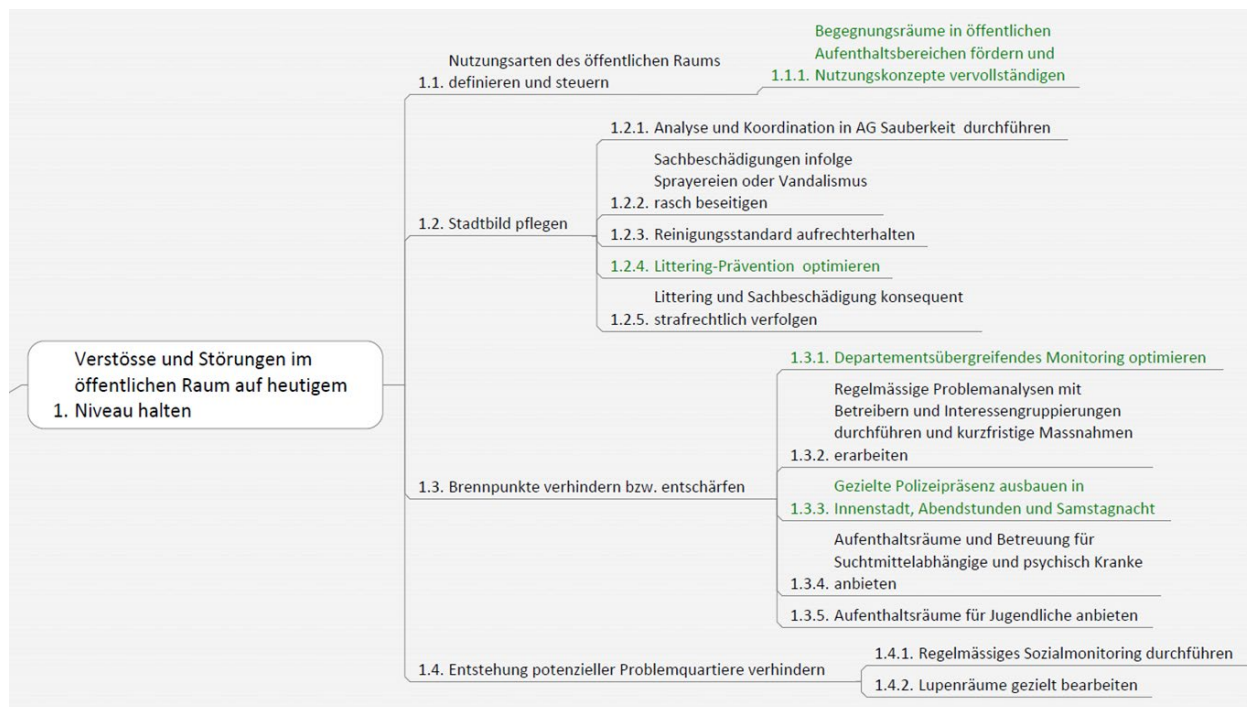 Verstösse und Störungen im
öffentlichen Raum auf heutigem
1. Niveau halten
Nutzungsarten des öffentlichen Raums
1.1. definieren und steuern
Begegnungsräume in öffentlichen
Aufenthaltsbereichen fördern und
1.1.1. Nutzungskonzepte vervollständigen
1.2. Stadtbild pflegen
1.2.1. Analyse und Koordination in AG Sauberkeit durchführen
Sachbeschädigungen infolge
Sprayereien oder Vandalismus
1.2.2. rasch beseitigen
1.2.3. Reinigungsstandard aufrechterhalten
1.2.4. Littering-Prävention optimieren
Littering und Sachbeschädigung konsequent
1.2.5. strafrechtlich verfolgen
1.3. Brennpunkte verhindern bzw. entschärfen
1.3.1. Departementsübergreifendes Monitoring optimieren
Regelmässige Problemanalysen mit
Betreibern und Interessengruppierungen
durchführen und kurzfristige Massnahmen
1.3.2. erarbeiten
Gezielte Polizeipräsenz ausbauen in
1.3.3. Innenstadt, Abendstunden und Samstagnacht
Aufenthaltsräume und Betreuung für
Suchtmittelabhängige und psychisch Kranke
1.3.4. anbieten
1.3.5. Aufenthaltsräume für Jugendliche anbieten
1.4. Entstehung potenzieller Problemquartiere verhindern
1.4.1. Regelmässiges Sozialmonitoring durchführen
1.4.2. Lupenräume gezielt bearbeiten